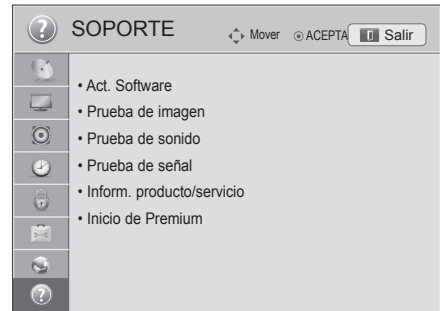 SOPORTE
Mover ACEPTA Salir
• Act. Software
• Prueba de imagen
• Prueba de sonido
• Prueba de señal
• Inform. producto/servicio
• Inicio de Premium